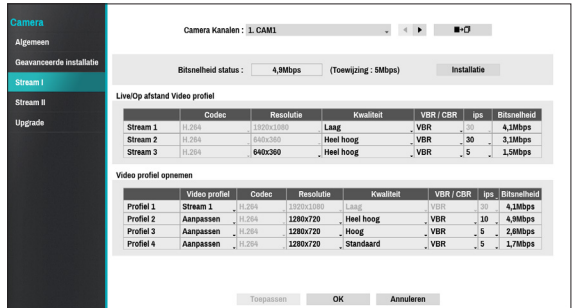 Camera
Algemeen
Geavanceerde installatie
Stream I
Stream II
Upgrade
Camera Kanalen : 1. CAM1
Bitsnelheid status : 4,9Mbps (Toewijzing : 5Mbps) Installatie
Live/Op afstand Video profiel
Codec Resolutie Kwaliteit VBR / CBR ips Bitsnelheid
Stream 1 H.264 1920x1080 Laag VBR 30 4,1Mbps
Stream 2 H.264 640x360 Heel hoog VBR 30 3,1Mbps
Stream 3 H.264 640x360 Heel hoog VBR 5 1,5Mbps
Video profiel opnemen
Video profiel Codec Resolutie Kwaliteit VBR / CBR ips Bitsnelheid
Profiel 1 Stream 1 H.264 1920x1080 Laag VBR 30 4,1Mbps
Profiel 2 Aanpassen H.264 1280x720 Heel hoog VBR 10 4,9Mbps
Profiel 3 Aanpassen H.264 1280x720 Hoog VBR 5 2,6Mbps
Profiel 4 Aanpassen H.264 1280x720 Standaard VBR 5 1,7Mbps
Toepassen OK Annuleren